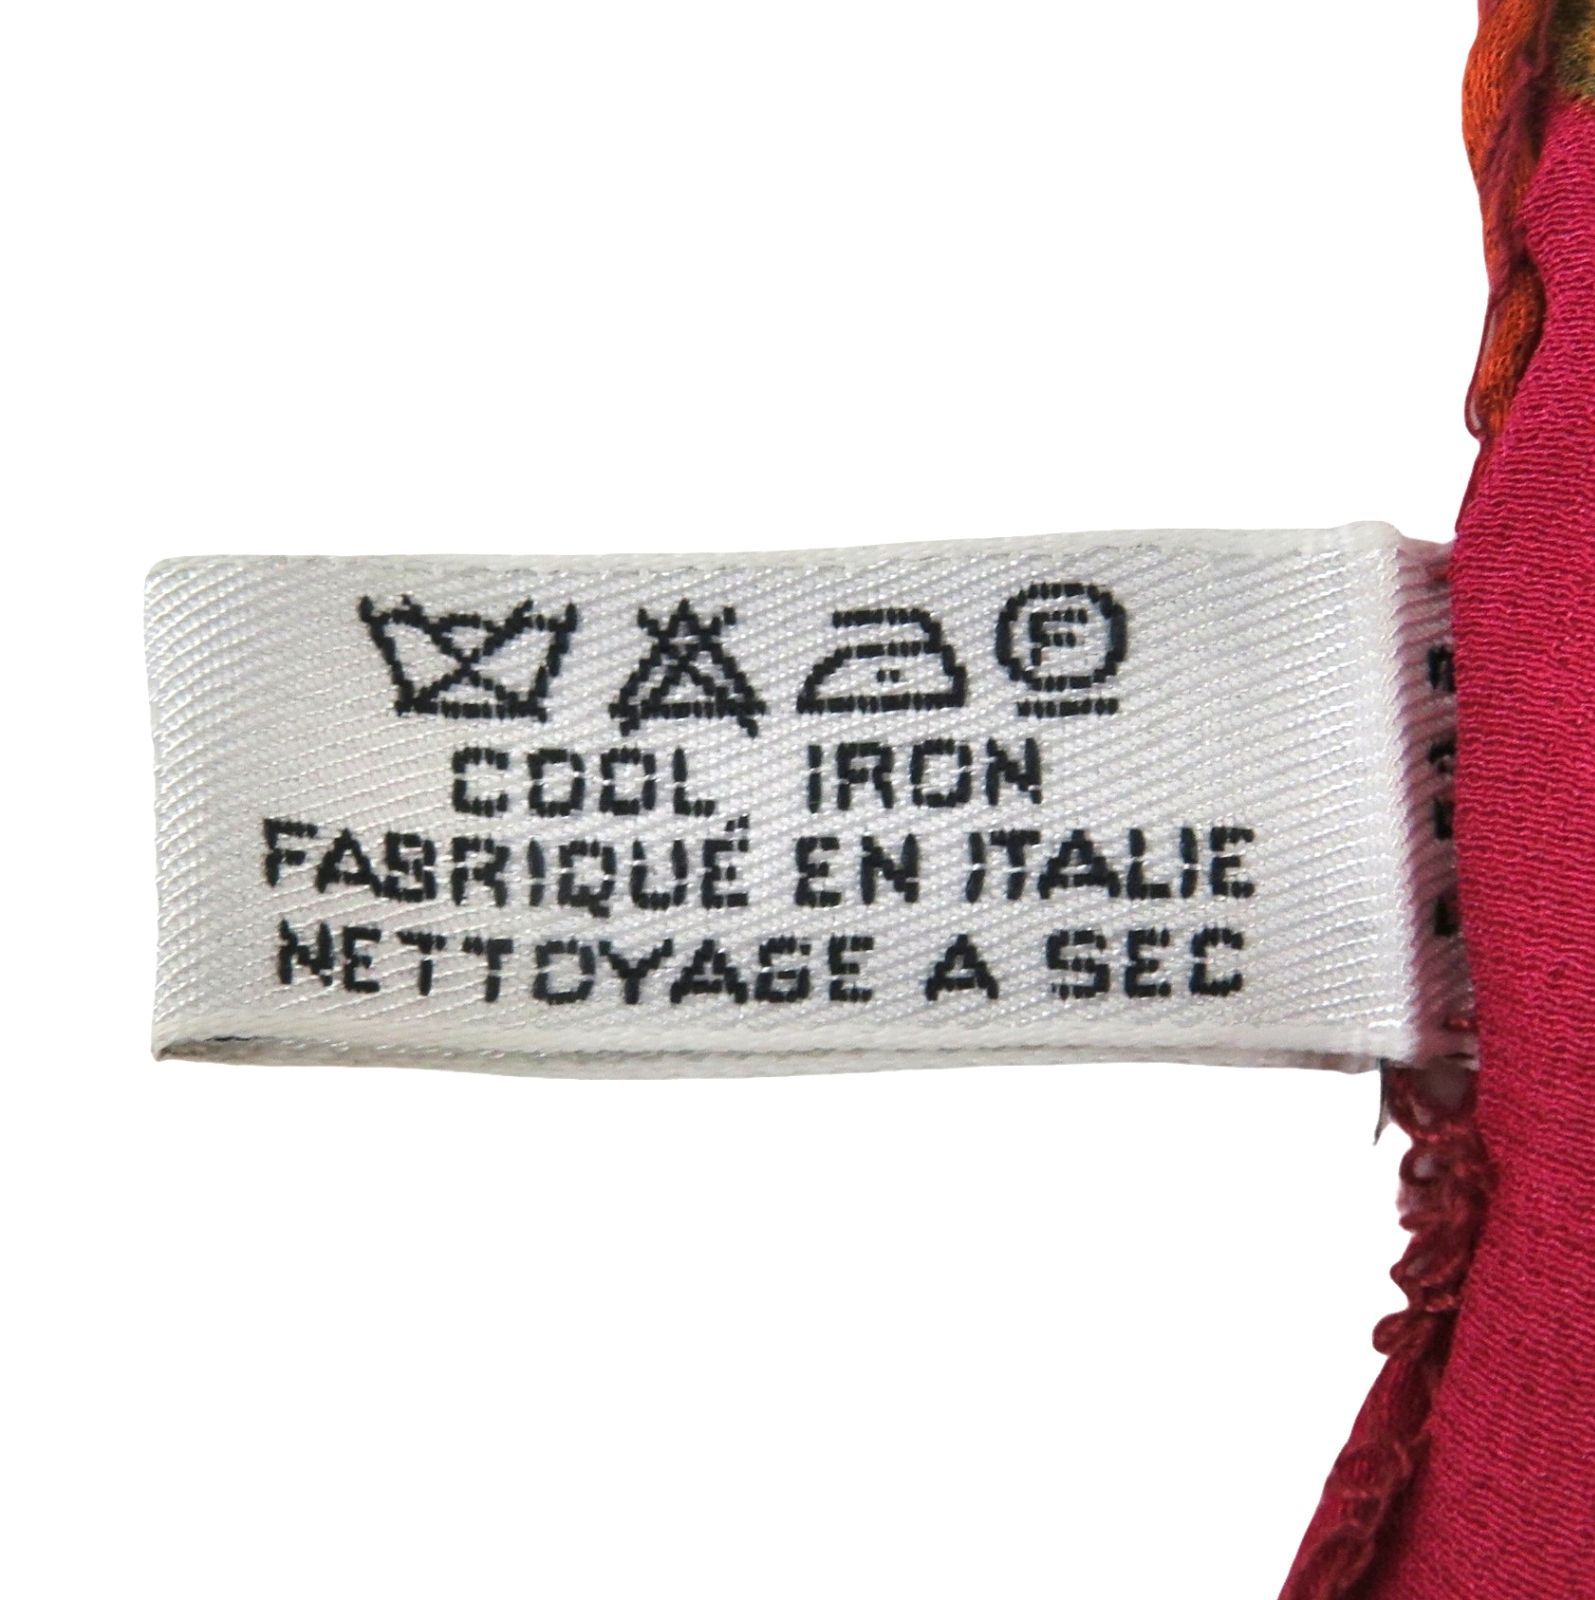 F
COOL IRON
FABRIQUÉ EN ITALIE
NETTOYAGE A SEC